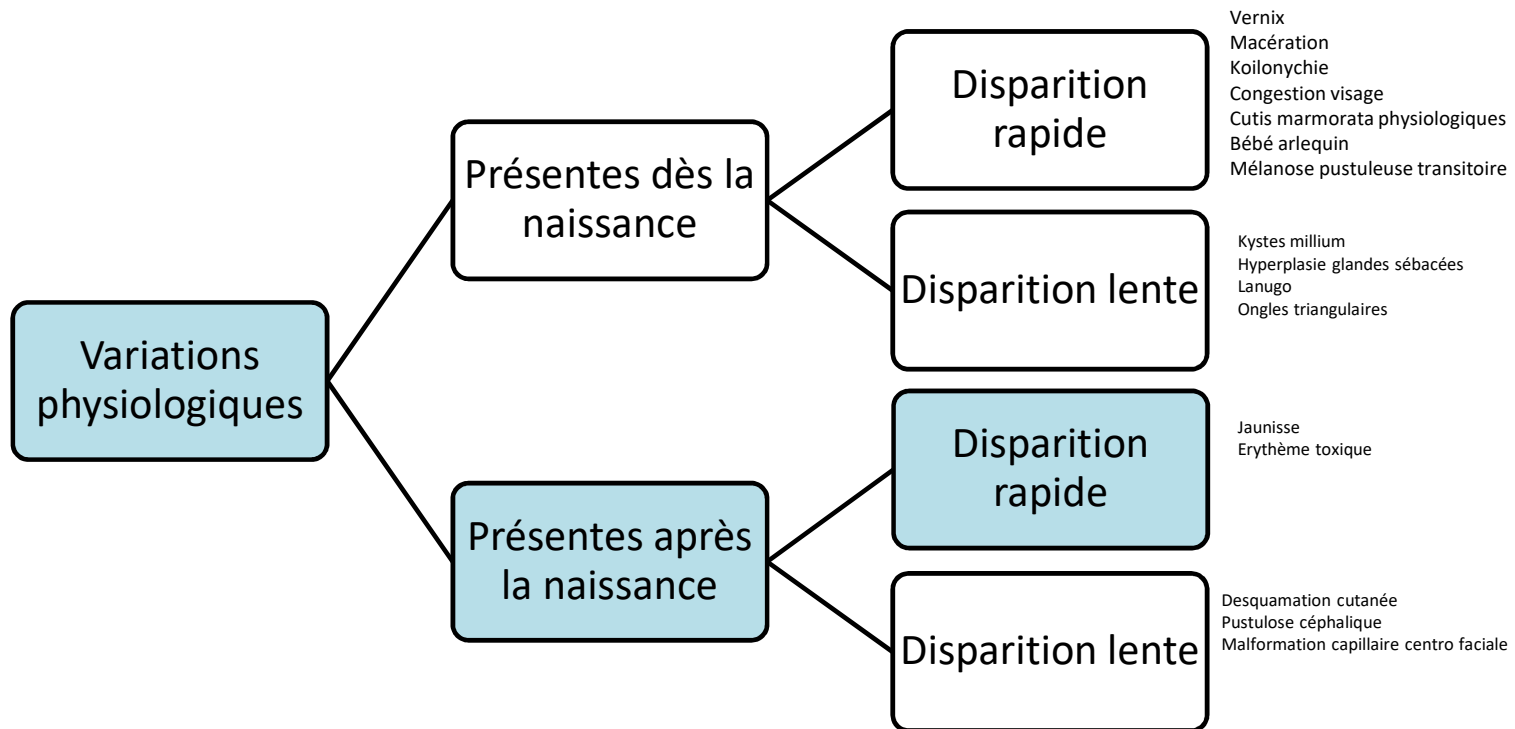 Variations
physiologiques
Présentes dès la
naissance
Disparition
rapide
Vernix
Macération
Koilonychie
Congestion visage
Cutis marmorata physiologiques
Bébé arlequin
Mélanose pustuleuse transitoire
Disparition lente
Kystes millium
Hyperplasie glandes sébacées
Lanugo
Ongles triangulaires
Présentes après
la naissance
Disparition
rapide
Jaunisse
Erythème toxique
Disparition lente
Desquamation cutanée
Pustulose céphalique
Malformation capillaire centro faciale